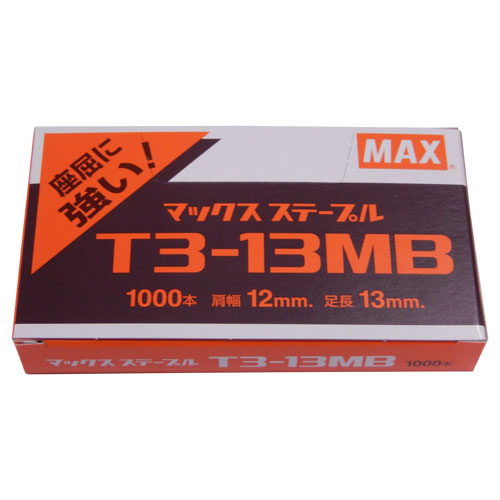 座屈に
強い!
MAX®
マックス ステープル
T3-13MB
1000本 肩幅 12mm. 足長 13mm.
マックス ステープル T3-13MB 1000本